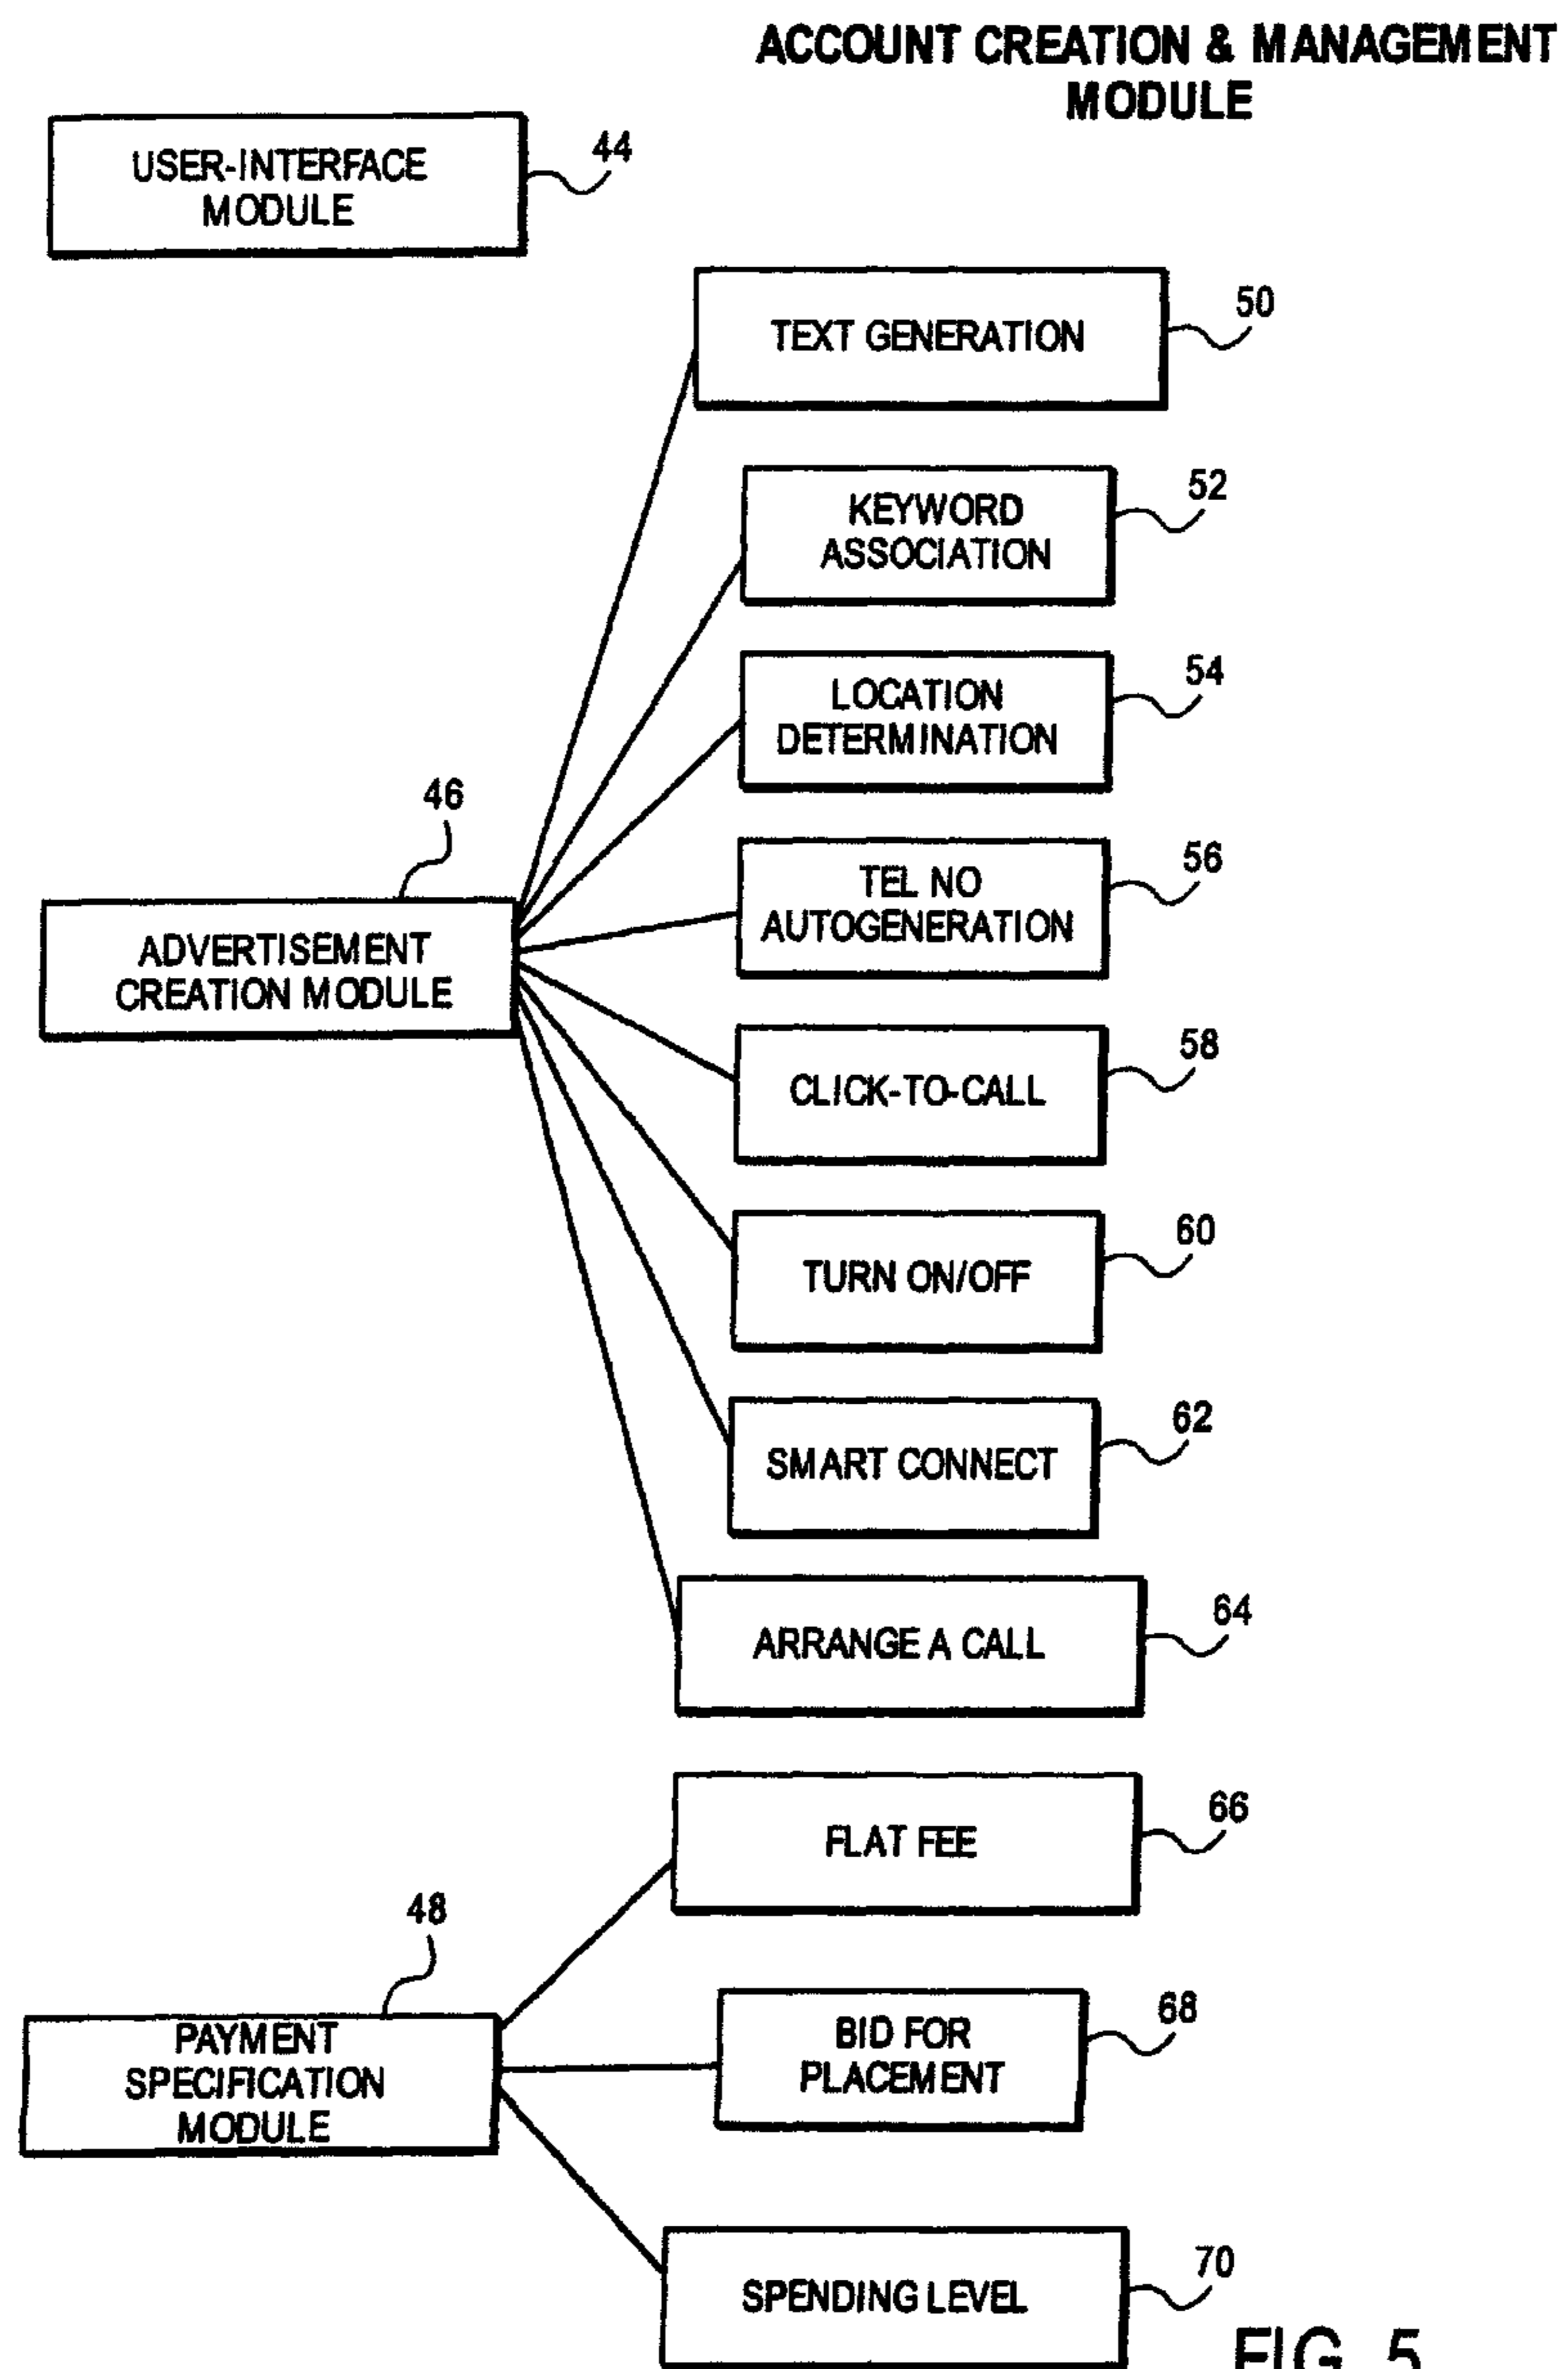 ACCOUNT CREATION & MANAGEMENT
MODULE
USER-INTERFACE
MODULE
44
TEXT GENERATION
50
KEYWORD
ASSOCIATION
52
LOCATION
DETERMINATION
54
46
ADVERTISEMENT
CREATION MODULE
TEL NO
AUTOGENERATION
56
CLICK-TO-CALL
58
TURN ON/OFF
60
SMART CONNECT
62
ARRANGE A CALL
64
FLAT FEE
66
48
PAYMENT
SPECIFICATION
MODULE
BID FOR
PLACEMENT
68
SPENDING LEVEL
70
FIG. 5